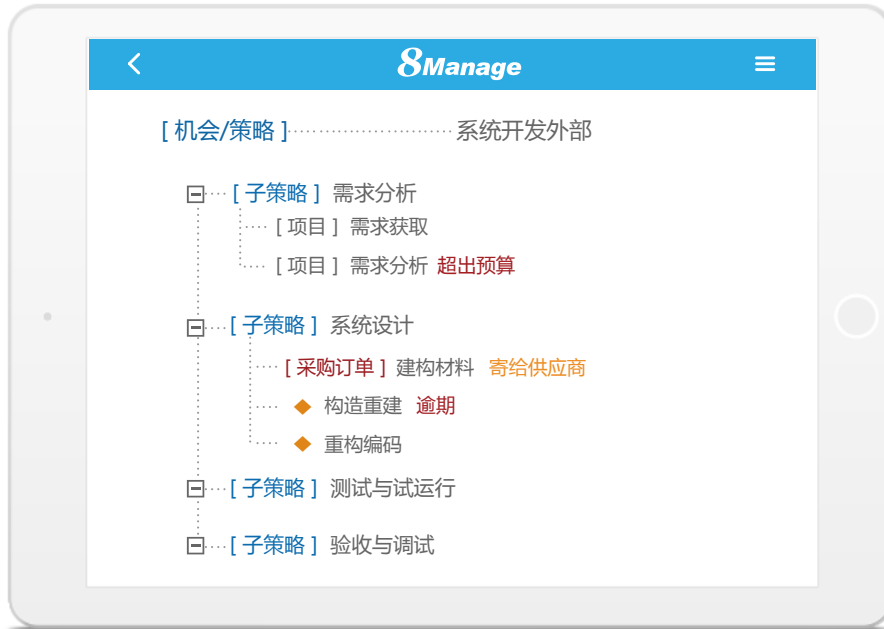 8Manage
[ 机会/策略 ] 系统开发外部
[ 子策略 ] 需求分析
[ 项目 ] 需求获取
[ 项目 ] 需求分析 超出预算
[ 子策略 ] 系统设计
[ 采购订单 ] 建构材料 寄给供应商
构造重建 逾期
重构编码
[ 子策略 ] 测试与试运行
[ 子策略 ] 验收与调试